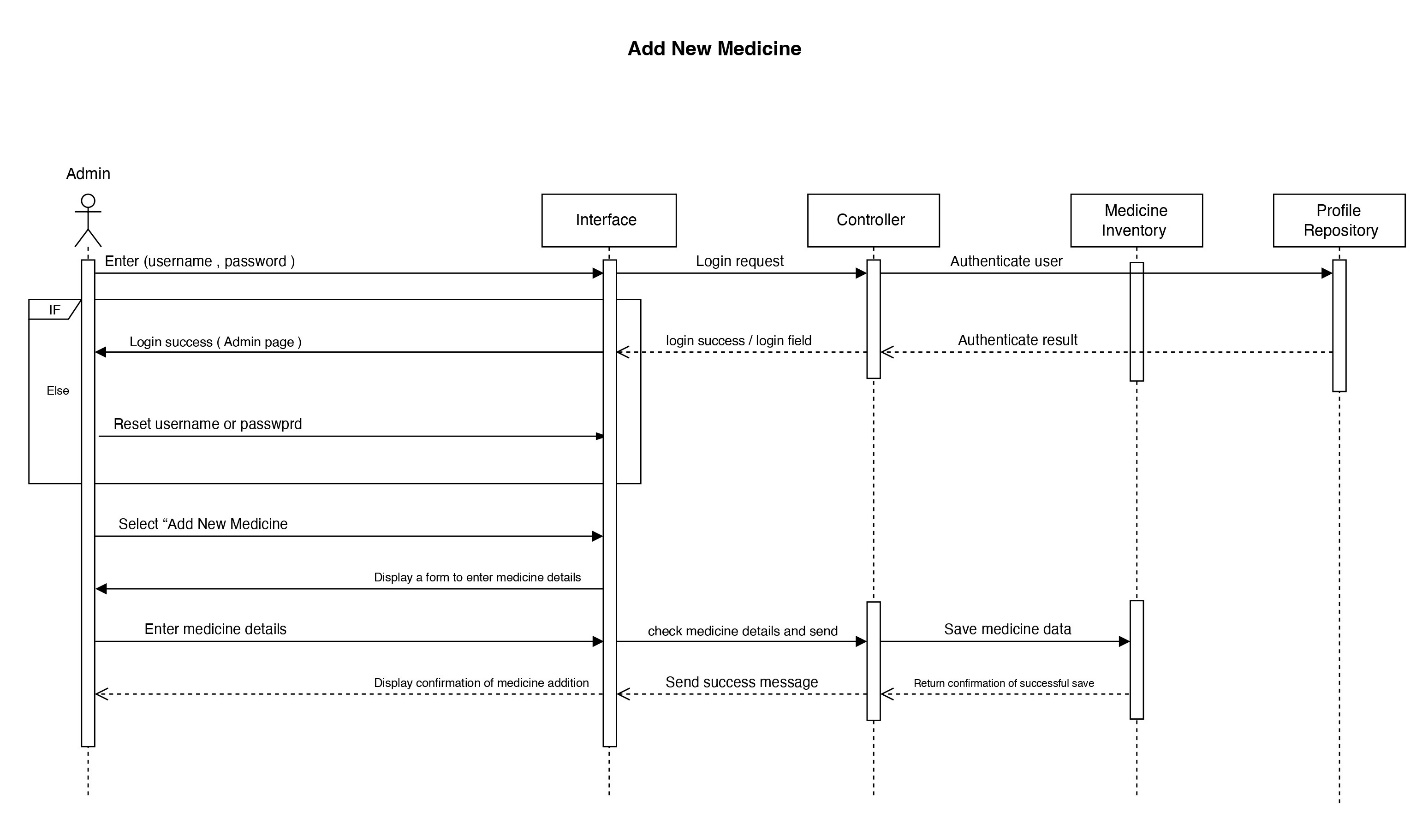 Add New Medicine
Admin
Interface
Controller
Medicine
Inventory
Profile
Repository
Enter (username , password )
Login request
Authenticate user
IF
Login success ( Admin page )
login success / login field
Authenticate result
Else
Reset username or passwprd
Select “Add New Medicine
Display a form to enter medicine details
Enter medicine details
check medicine details and send
Save medicine data
Display confirmation of medicine addition
Send success message
Return confirmation of successful save